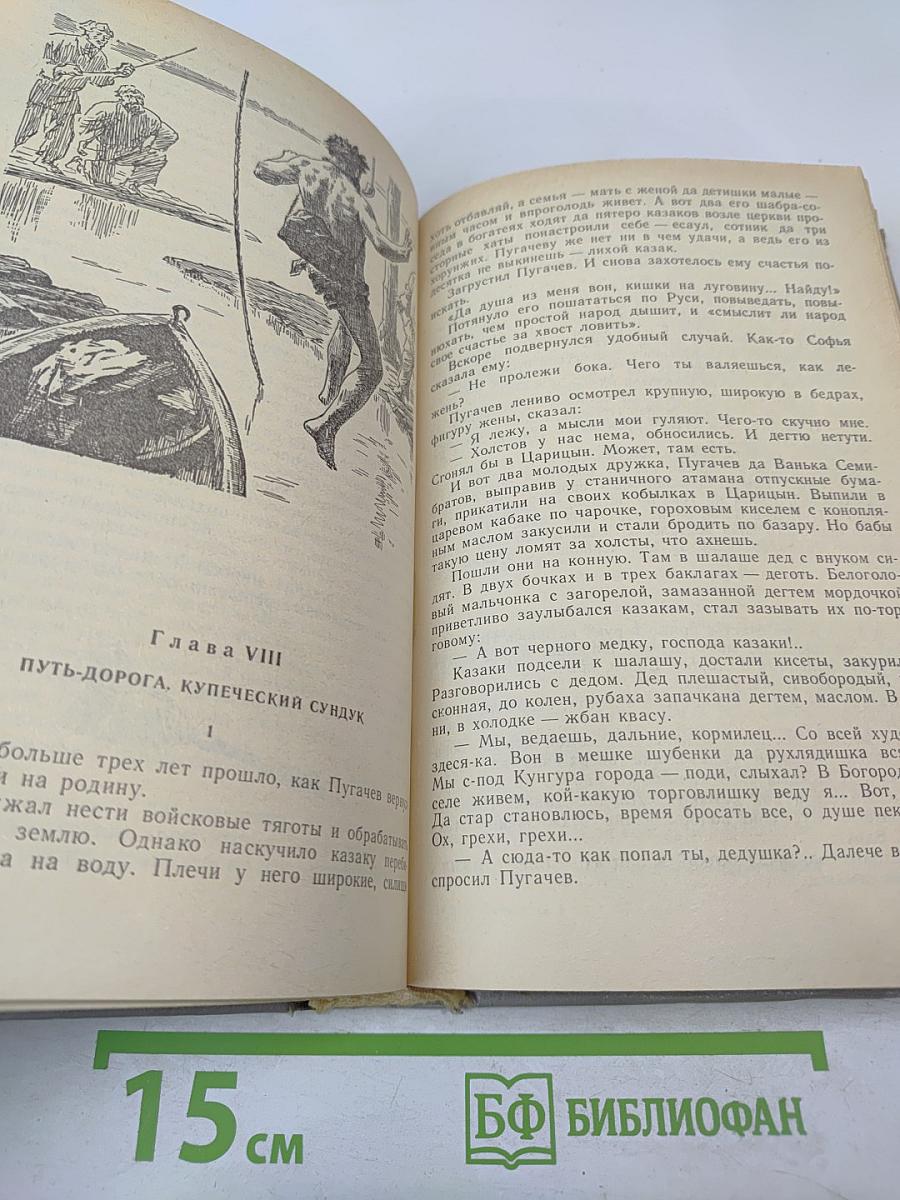 Глава VIII
ПУТЬ-ДОРОГА. КУПЕЧЕСКИЙ СУНДУК
1
больше трех лет прошло, как Пугачев верну
и на родину.
жал нести войсковые тяготы и обрабатывать
землю. Однако наскучило казаку переби
а на воду. Плечи у него широкие, силищи
хоть отбавляй, а семья — мать с женой да детишки малые —
иным часом и впроголодь живет. А вот два его шабра-со-
седа в богатеях ходят да пятеро казаков возле церкви про-
сторные хаты понастроили себе — есаул, сотник да три
хорунжих. Пугачеву же нет ни в чем удачи, а ведь его из
десятка не выкинешь — лихой казак.
Загрустил Пугачев. И снова захотелось ему счастья по-
искать.
«Да душа из меня вон, кишки на луговину... Найду!»
Потянуло его пошататься по Руси, повыведать, повы-
нюхать, чем простой народ дышит, и «смыслит ли народ
свое счастье за хвост ловить».
Вскоре подвернулся удобный случай. Как-то Софья
сказала ему:
— Не пролежи бока. Чего ты валяешься, как ле-
жень?
Пугачев лениво осмотрел крупную, широкую в бедрах,
фигуру жены, сказал:
— Я лежу, а мысли мои гуляют. Чего-то скучно мне.
— Холстов у нас нема, обносились. И дегтю нетути.
Сгонял бы в Царицын. Может, там есть.
И вот два молодых дружка, Пугачев да Ванька Семи-
братов, выправив у станичного атамана отпускные бума-
ги, прикатили на своих кобылках в Царицын. Выпили в
царевом кабаке по чарочке, гороховым киселем с конопля-
ным маслом закусили и стали бродить по базару. Но бабы
такую цену ломят за холсты, что ахнешь.
Пошли они на конную. Там в шалаше дед с внуком си-
дят. В двух бочках и в трех баклагах — деготь. Белоголо-
вый мальчонка с загорелой, замазанной дегтем мордочкой
приветливо заулыбался казакам, стал зазывать их по-тор
говому:
— А вот черного медку, господа казаки!..
Казаки подсели к шалашу, достали кисеты, закурил
Разговорились с дедом. Дед плешастый, сивобородый,
сконная, до колен, рубаха запачкана дегтем, маслом. В
ни, в холодке — жбан квасу.
— Мы, ведаешь, дальние, кормилец... Со всей худ
здеся-ка. Вон в мешке шубенки да рухлядишка вся
Мы с-под Кунгура города — поди, слыхал? В Богород
селе живем, кой-какую торговлишку веду я... Вот,
Да стар становлюсь, время бросать все, о душе пек
Ох, грехи, грехи...
— А сюда-то как попал ты, дедушка?.. Далече в
спросил Пугачев.
15 см
БФ БИБЛИОФАН